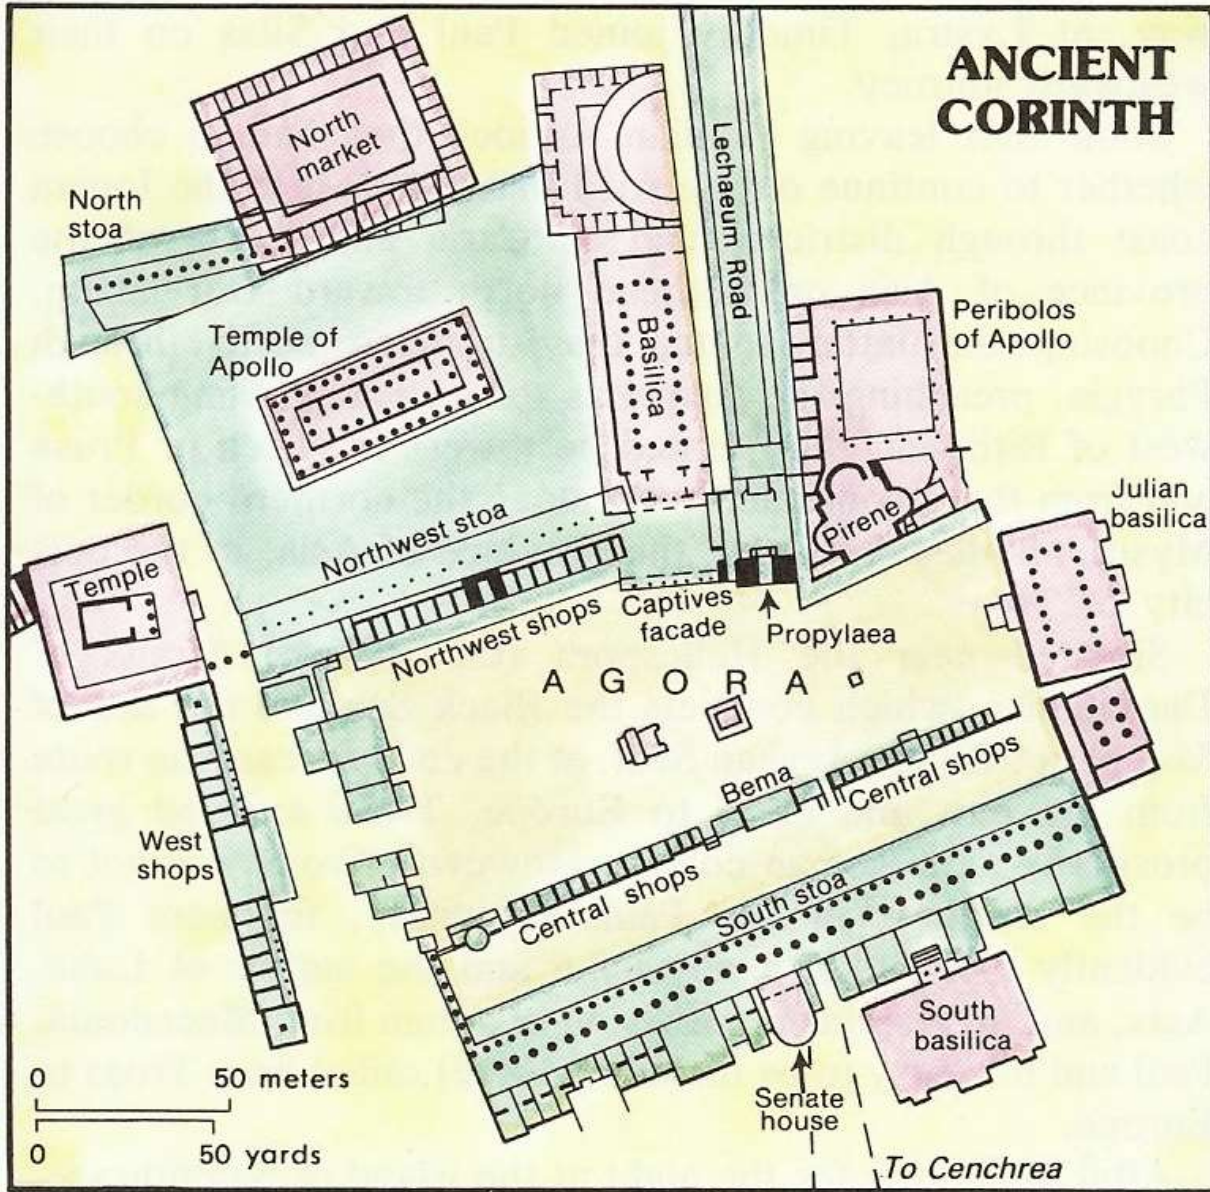 ANCIENT
CORINTH
North
market
North
stoa
Lechaeum Road
Temple of
Apollo
Basilica
Peribolos
of Apollo
Julian
basilica
Pirene
Northwest stoa
Temple
Northwest shops
Captives
facade
Propylaea
AGORA
Bema
Central shops
West
shops
Central shops
South stoa
South
basilica
Senate
house
0 50 meters
0 50 yards
To Cenchrea